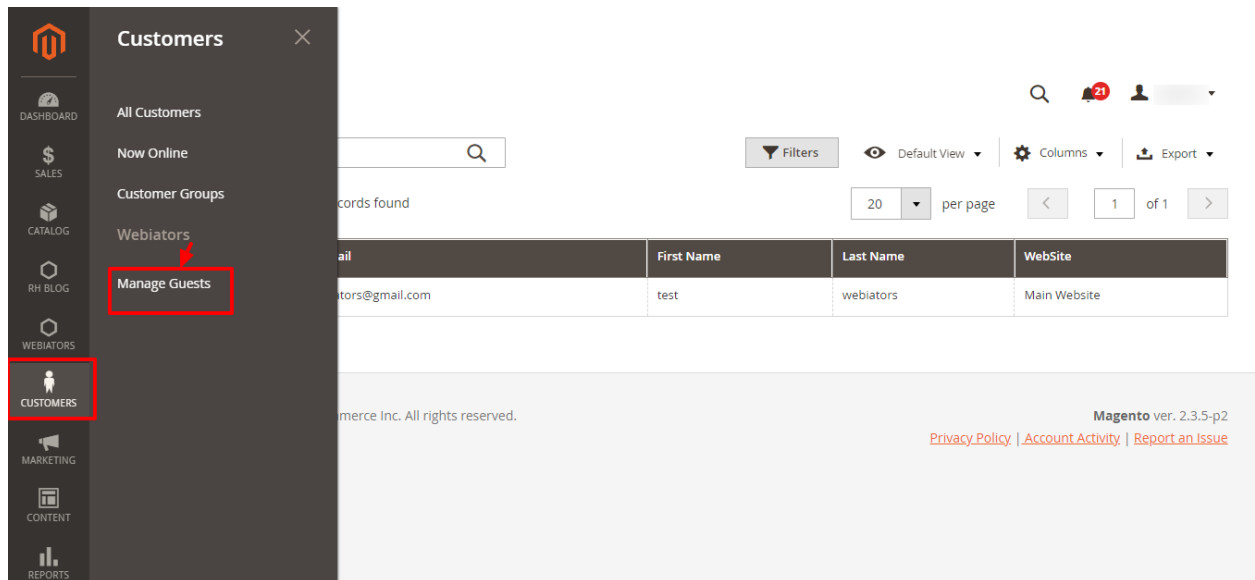 Customers
DASHBOARD
SALES
CATALOG
RH BLOG
WEBIATORS
CUSTOMERS
MARKETING
CONTENT
REPORTS
All Customers
Now Online
Customer Groups
Webiators
Manage Guests
21
Filters
Default View
Columns
Export
cords found
20
per page
1
of 1
ail First Name Last Name WebSite
ators@gmail.com test webiators Main Website
merce Inc. All rights reserved.
Magento ver. 2.3.5-p2
Privacy Policy | Account Activity | Report an Issue